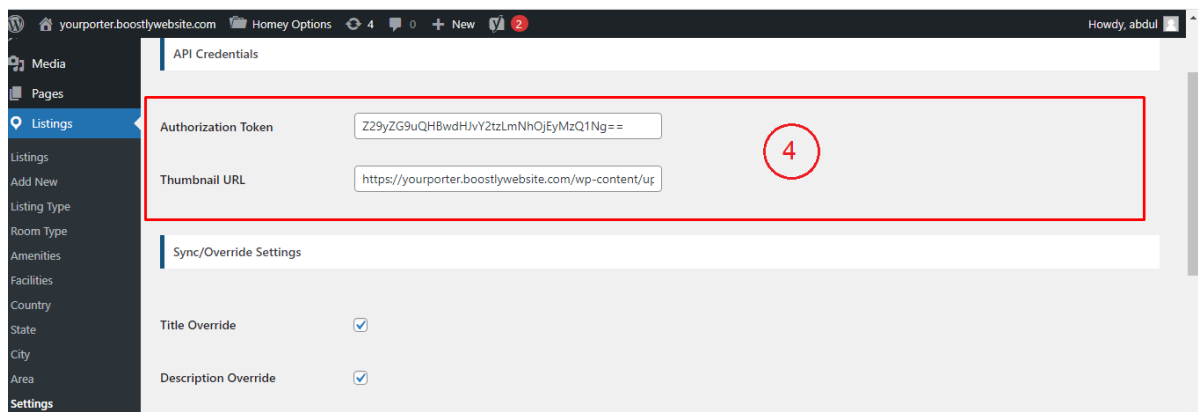 yourporter.boostlywebsite.com Homey Options 4 0 + New 2 Howdy, abdul
Media
Pages
Listings
Listings
Add New
Listing Type
Room Type
Amenities
Facilities
Country
State
City
Area
Settings
API Credentials
Authorization Token Z29yZG9uQHBwdHJvY2tzLmNhOjEyMzQ1Ng==
4
Thumbnail URL https://yourporter.boostlywebsite.com/wp-content/up
Sync/Override Settings
Title Override
Description Override